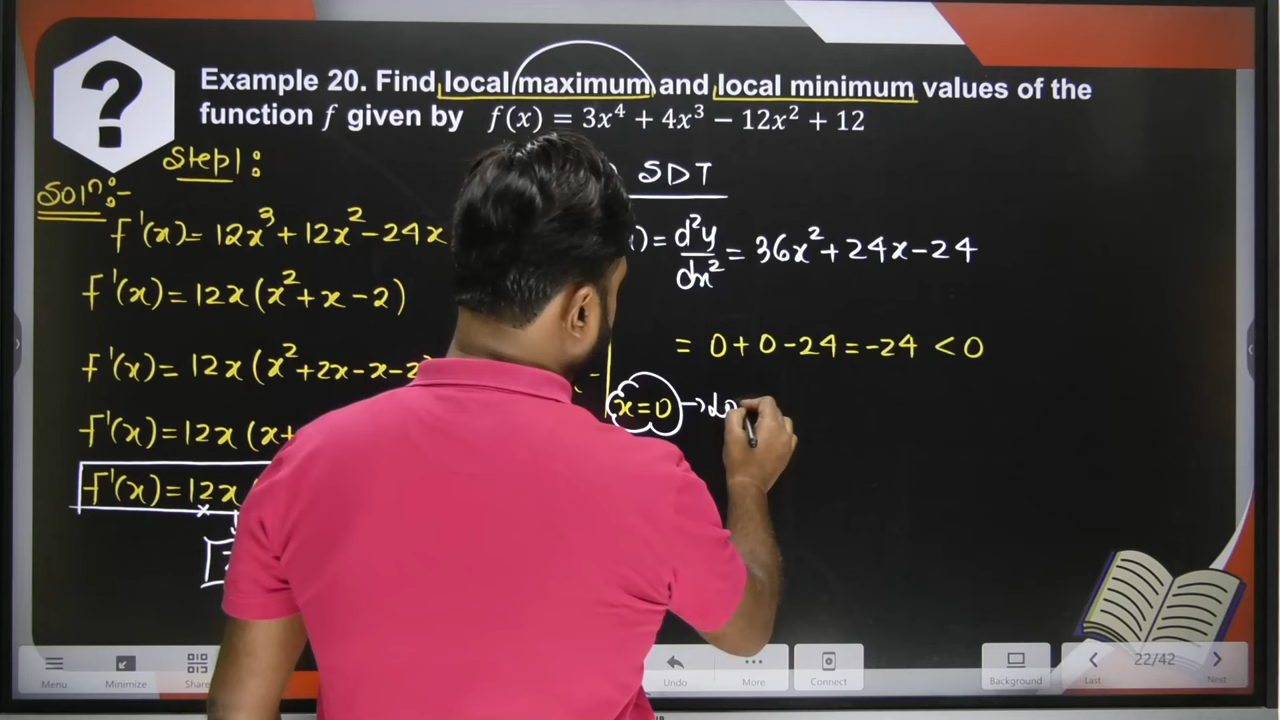 ?
Example 20. Find local maximum and local minimum values of the
function f given by f(x) = 3x⁴ + 4x³ − 12x² + 12
Step1:
Solⁿ:-
f'(x)= 12x³ + 12x² - 24x
f'(x) = 12x (x² + x - 2)
f'(x) = 12x (x² + 2x - x - 2
f'(x) = 12x (x+
f'(x) = 12x
SDT
) = d²y/dx² = 36x² + 24x - 24
= 0 + 0 - 24 = -24 < 0
x = 0 →
Menu Minimize Share Undo More Connect Background Last 22/42 Next